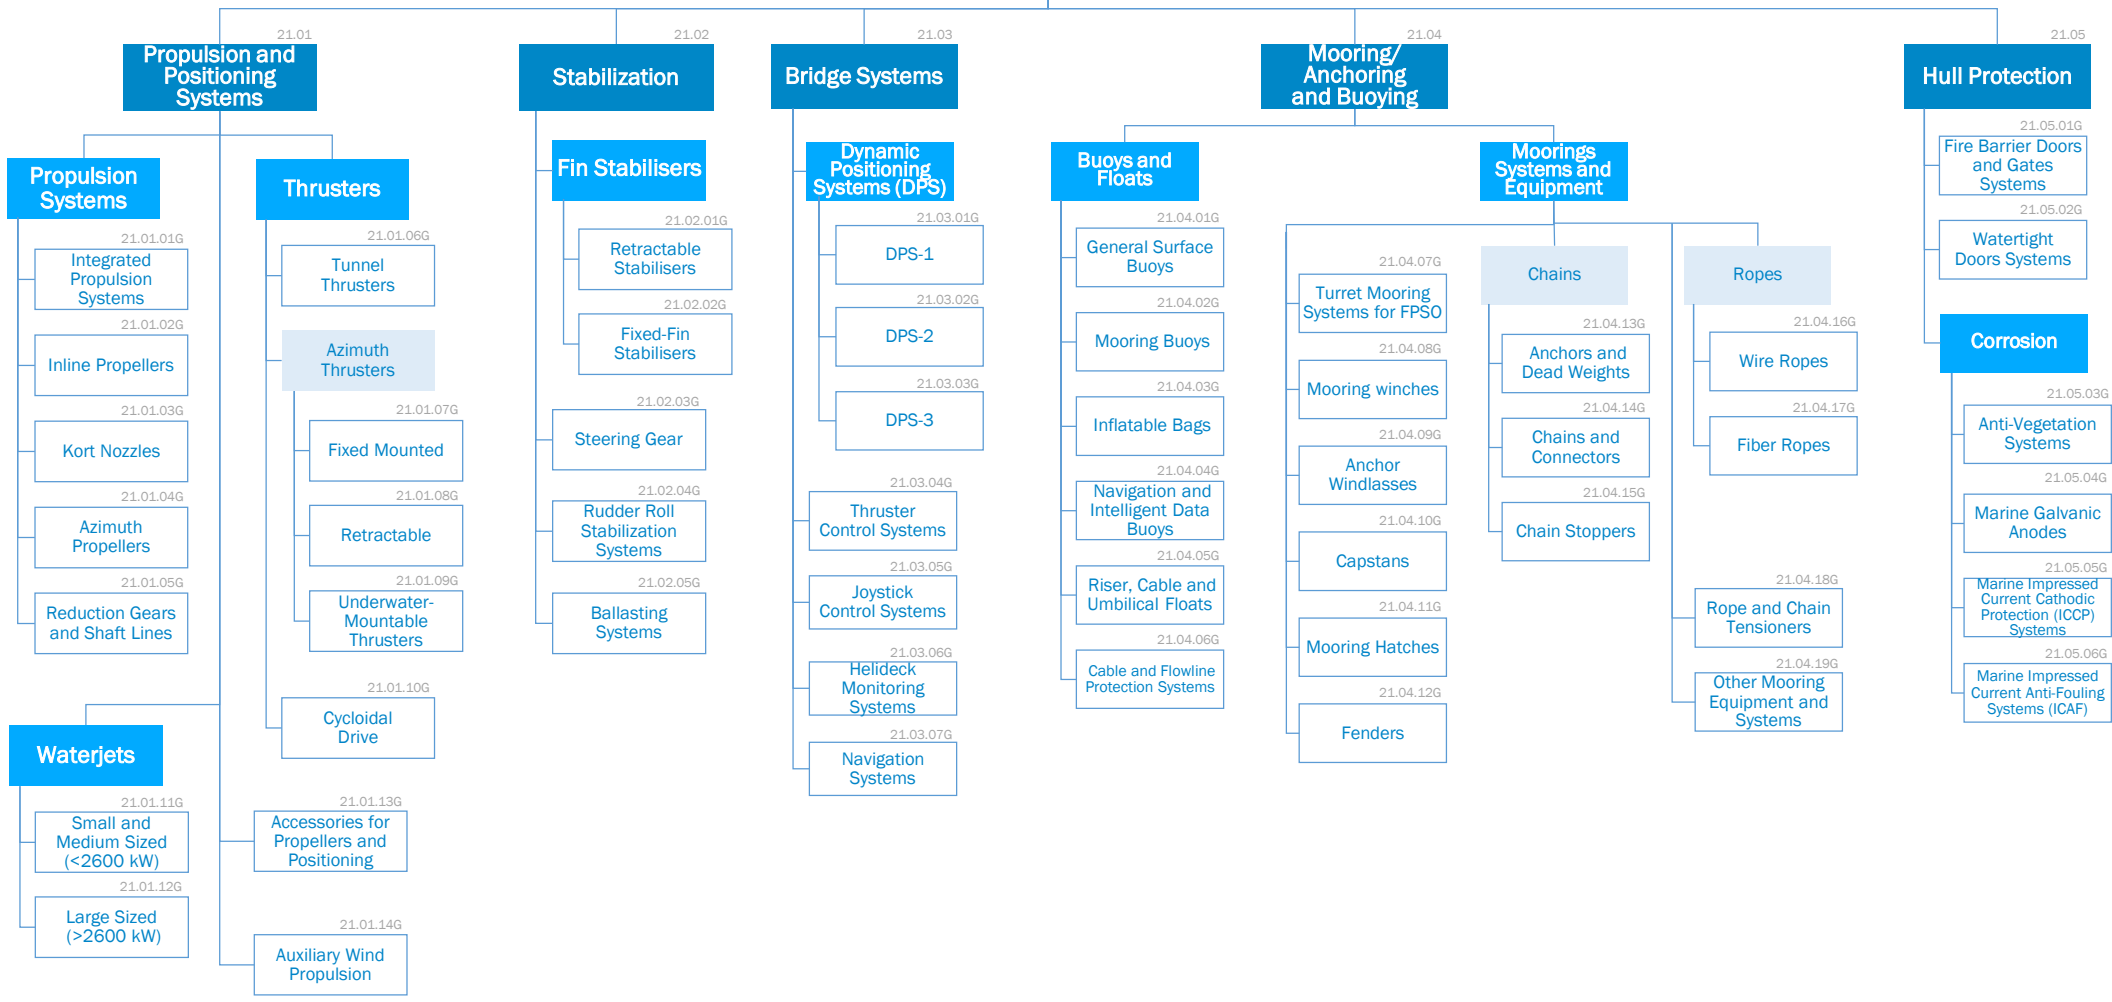 21.01
Propulsion and
Positioning
Systems
Propulsion
Systems
21.01.01G
Integrated
Propulsion
Systems
21.01.02G
Inline Propellers
21.01.03G
Kort Nozzles
21.01.04G
Azimuth
Propellers
21.01.05G
Reduction Gears
and Shaft Lines
Thrusters
21.01.06G
Tunnel
Thrusters
Azimuth
Thrusters
21.01.07G
Fixed Mounted
21.01.08G
Retractable
21.01.09G
Underwater-
Mountable
Thrusters
21.01.10G
Cycloidal
Drive
Waterjets
21.01.11G
Small and
Medium Sized
(<2600 kW)
21.01.12G
Large Sized
(>2600 kW)
21.01.13G
Accessories for
Propellers and
Positioning
21.01.14G
Auxiliary Wind
Propulsion
21.02
Stabilization
Fin Stabilisers
21.02.01G
Retractable
Stabilisers
21.02.02G
Fixed-Fin
Stabilisers
21.02.03G
Steering Gear
21.02.04G
Rudder Roll
Stabilization
Systems
21.02.05G
Ballasting
Systems
21.03
Bridge Systems
Dynamic
Positioning
Systems (DPS)
21.03.01G
DPS-1
21.03.02G
DPS-2
21.03.03G
DPS-3
21.03.04G
Thruster
Control Systems
21.03.05G
Joystick
Control Systems
21.03.06G
Helideck
Monitoring
Systems
21.03.07G
Navigation
Systems
21.04
Mooring/
Anchoring
and Buoying
Buoys and
Floats
21.04.01G
General Surface
Buoys
21.04.02G
Mooring Buoys
21.04.03G
Inflatable Bags
21.04.04G
Navigation and
Intelligent Data
Buoys
21.04.05G
Riser, Cable and
Umbilical Floats
21.04.06G
Cable and Flowline
Protection Systems
Moorings
Systems and
Equipment
21.04.07G
Turret Mooring
Systems for FPSO
21.04.08G
Mooring winches
21.04.09G
Anchor
Windlasses
21.04.10G
Capstans
21.04.11G
Mooring Hatches
21.04.12G
Fenders
Chains
21.04.13G
Anchors and
Dead Weights
21.04.14G
Chains and
Connectors
21.04.15G
Chain Stoppers
Ropes
21.04.16G
Wire Ropes
21.04.17G
Fiber Ropes
21.04.18G
Rope and Chain
Tensioners
21.04.19G
Other Mooring
Equipment and
Systems
21.05
Hull Protection
21.05.01G
Fire Barrier Doors
and Gates
Systems
21.05.02G
Watertight
Doors Systems
Corrosion
21.05.03G
Anti-Vegetation
Systems
21.05.04G
Marine Galvanic
Anodes
21.05.05G
Marine Impressed
Current Cathodic
Protection (ICCP)
Systems
21.05.06G
Marine Impressed
Current Anti-Fouling
Systems (ICAF)